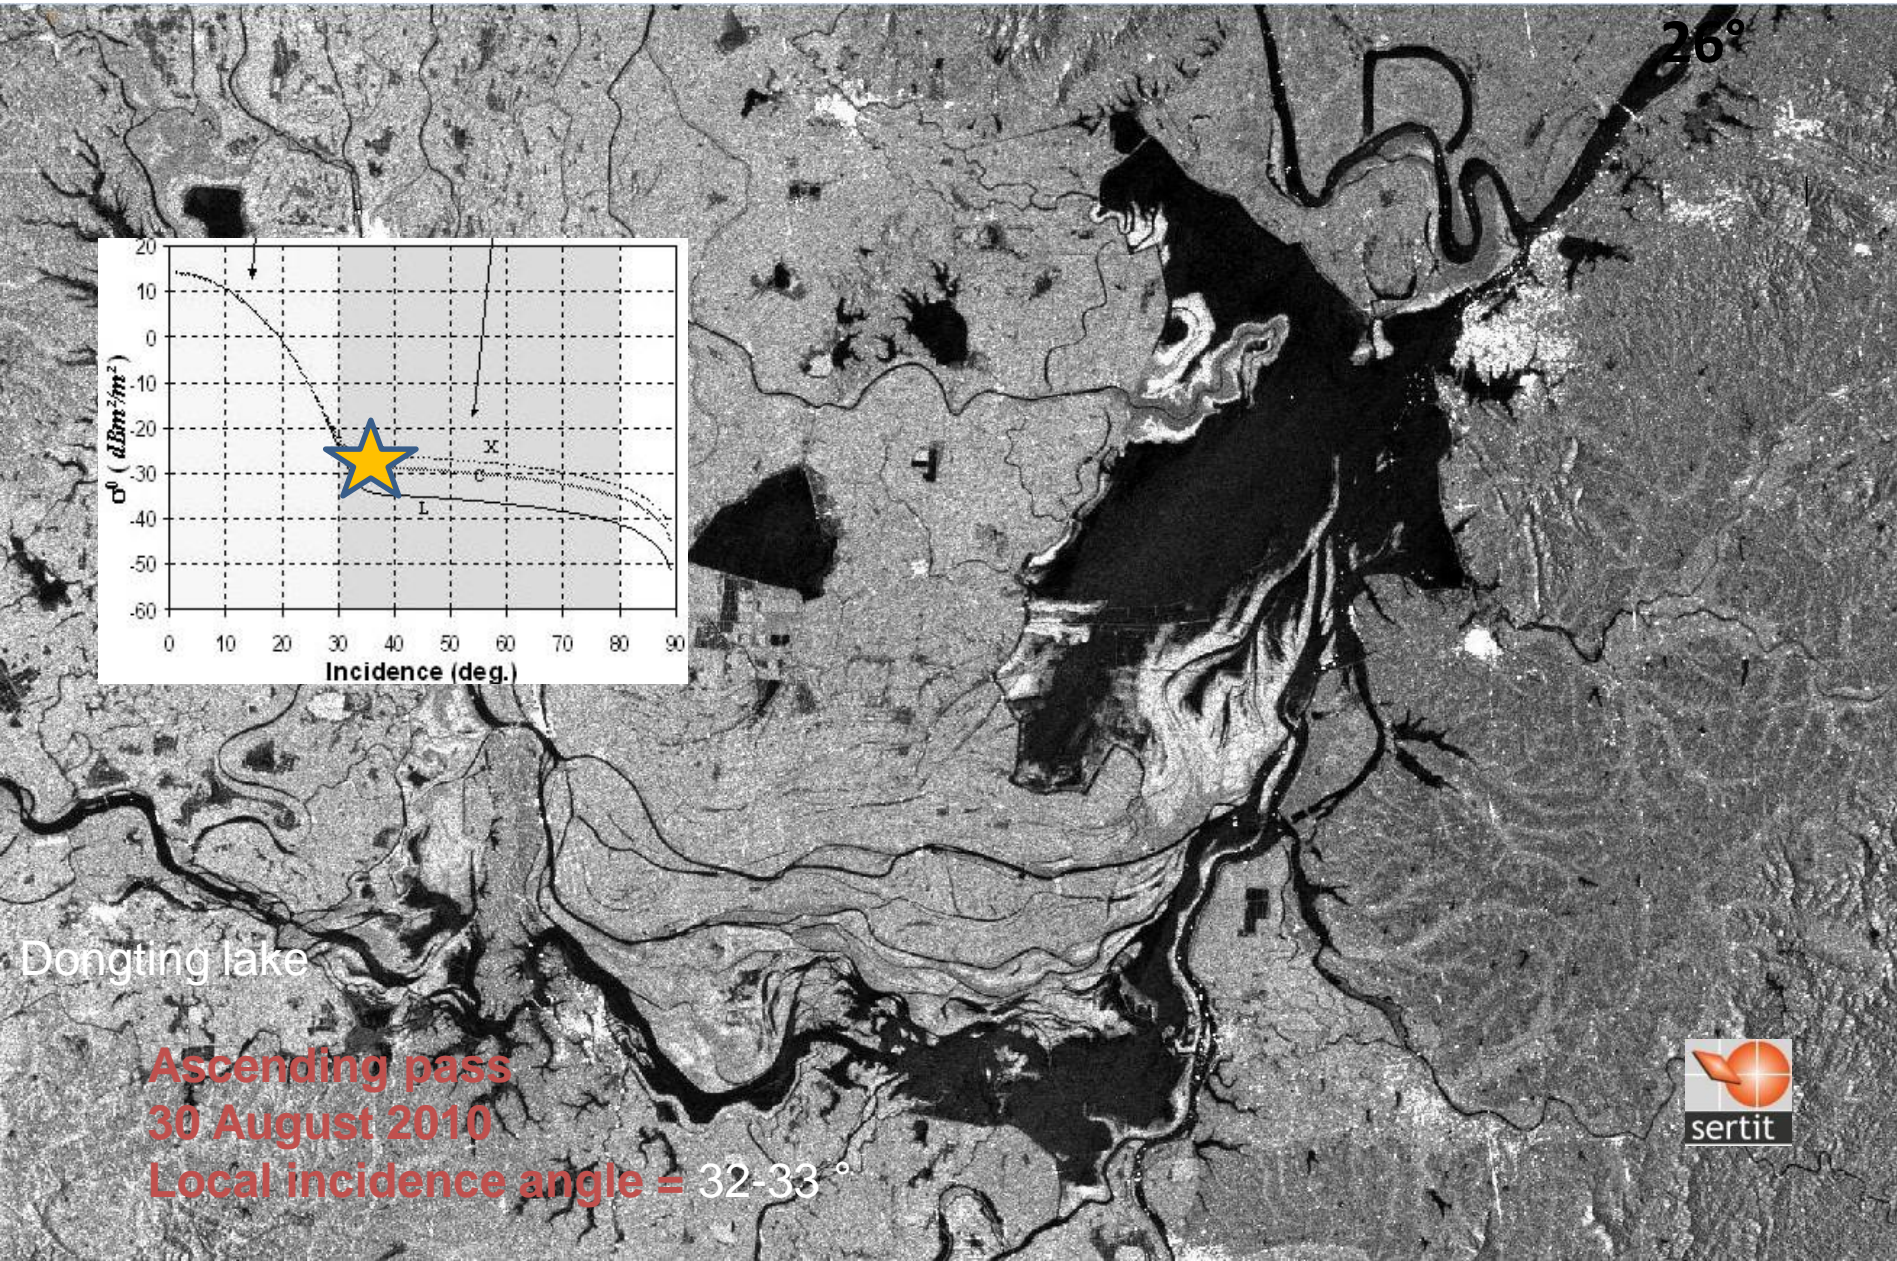 26°
20
10
0
-10
-20
-30
-40
-50
-60
σ⁰ ( dBm²/m² )
X
C
L
0 10 20 30 40 50 60 70 80 90
Incidence (deg.)
Dongting lake
Ascending pass
30 August 2010
Local incidence angle = 32-33 °
sertit